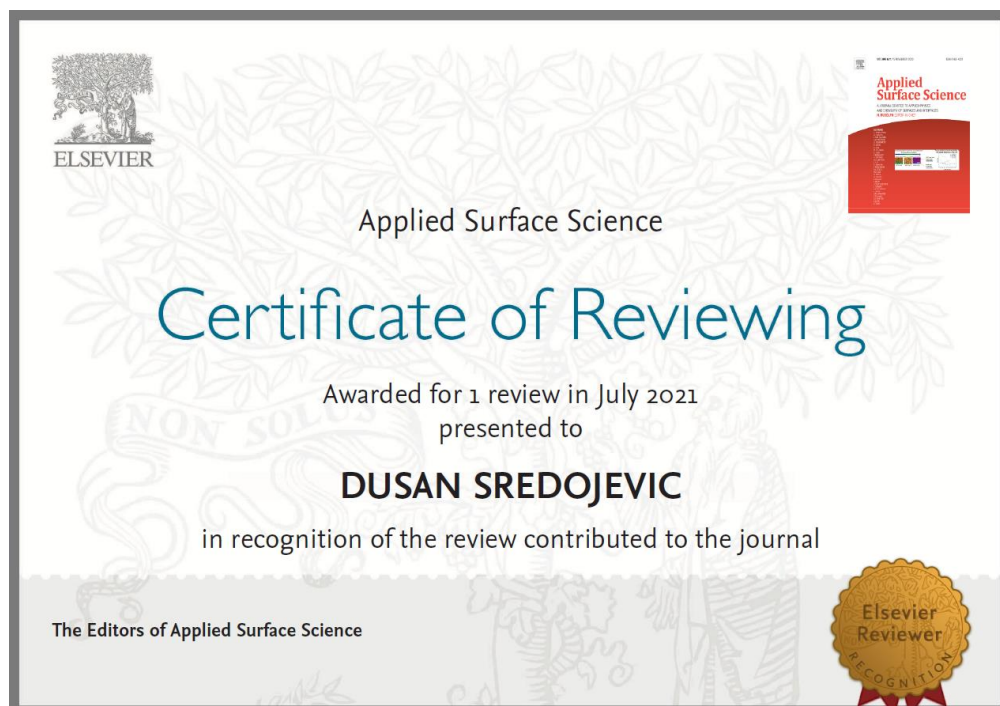 ELSEVIER
Applied
Surface Science
Applied Surface Science
Certificate of Reviewing
Awarded for 1 review in July 2021
presented to
DUSAN SREDOJEVIC
in recognition of the review contributed to the journal
NON SOLUS
The Editors of Applied Surface Science
Elsevier
Reviewer
RECOGNITION